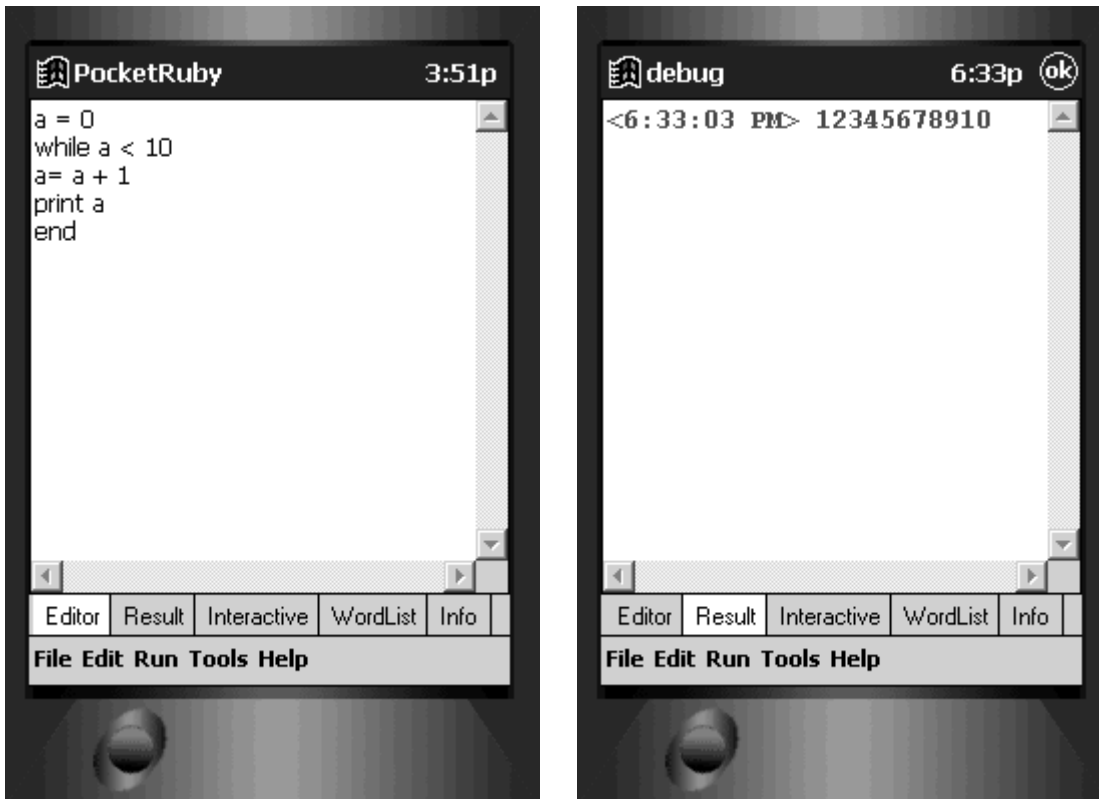 PocketRuby 3:51p
a = 0
while a < 10
a= a + 1
print a
end
Editor Result Interactive WordList Info
File Edit Run Tools Help
debug 6:33p ok
<6:33:03 PM> 12345678910
Editor Result Interactive WordList Info
File Edit Run Tools Help